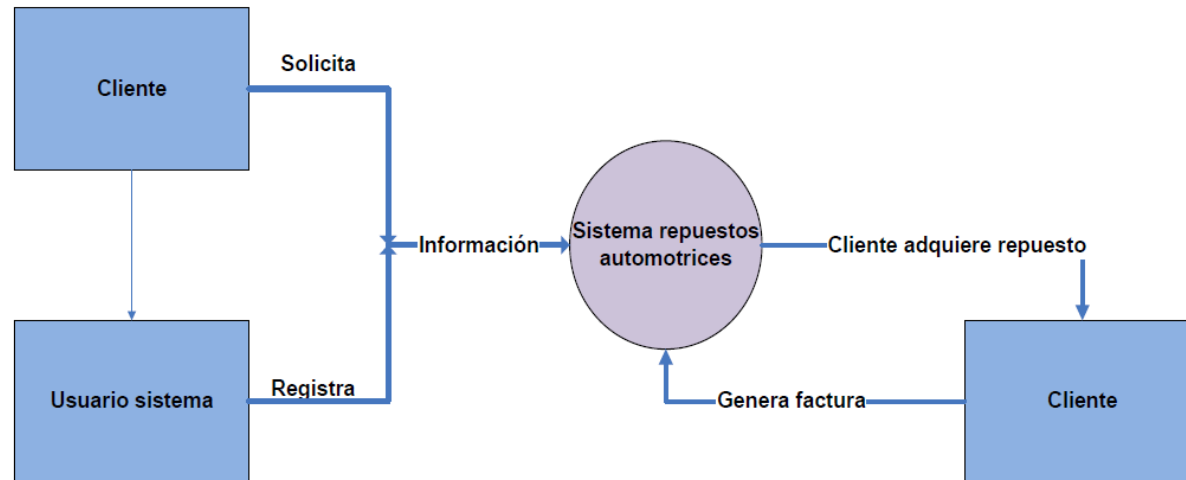 Cliente
Solicita
Información
Sistema repuestos
automotrices
Cliente adquiere repuesto
Usuario sistema
Registra
Genera factura
Cliente